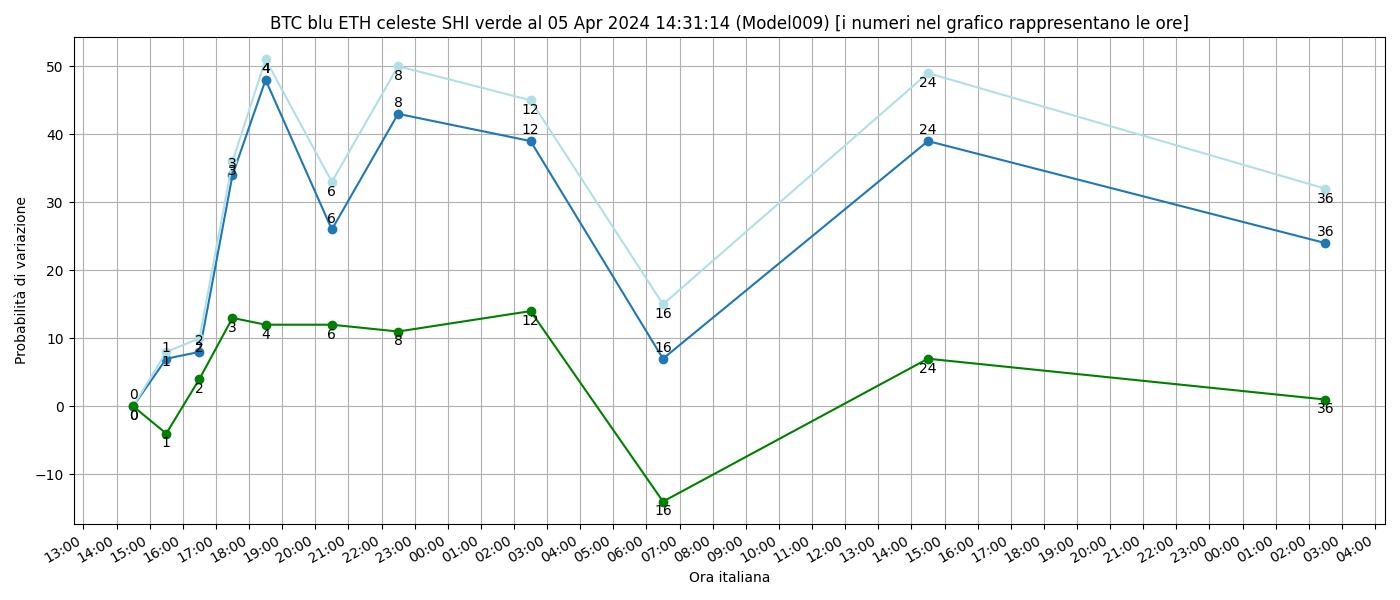 BTC blu ETH celeste SHI verde al 05 Apr 2024 14:31:14 (Model009) [i numeri nel grafico rappresentano le ore]
Probabilità di variazione
50
40
30
20
10
0
−10
0 1 2 3 4 6 8 12 16 24 36
0 1 2 3 4 6 8 12 16 24 36
0 1 2 3 4 6 8 12 16 24 36
13:00 14:00 15:00 16:00 17:00 18:00 19:00 20:00 21:00 22:00 23:00 00:00 01:00 02:00 03:00 04:00 05:00 06:00 07:00 08:00 09:00 10:00 11:00 12:00 13:00 14:00 15:00 16:00 17:00 18:00 19:00 20:00 21:00 22:00 23:00 00:00 01:00 02:00 03:00 04:00
Ora italiana